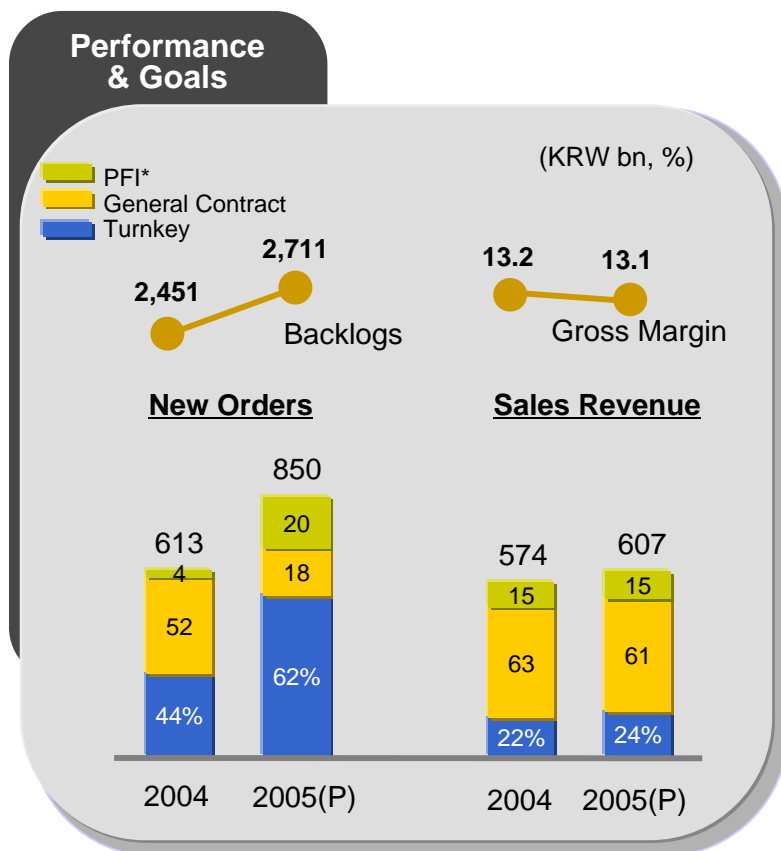 Performance
& Goals
(KRW bn, %)
PFI*
General Contract
Turnkey
2,451
2,711
Backlogs
13.2
13.1
Gross Margin
New Orders
613
4
52
44%
850
20
18
62%
2004
2005(P)
Sales Revenue
574
15
63
22%
607
15
61
24%
2004
2005(P)